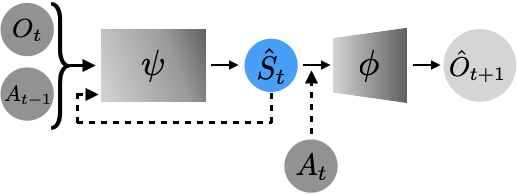 O_t
A_{t-1}
ψ
Ŝ_t
ϕ
Ô_{t+1}
A_t